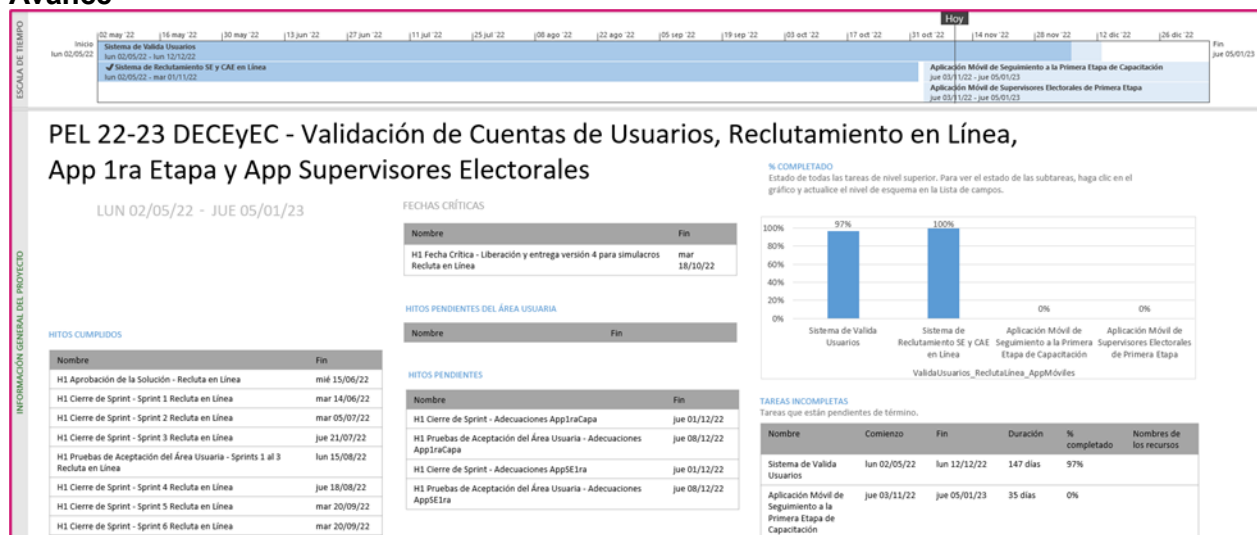 Avance
Hoy
ESCALA DE TIEMPO
Inicio
lun 02/05/22
02 may '22 16 may '22 30 may '22 13 jun '22 27 jun '22 11 jul '22 25 jul '22 08 ago '22 22 ago '22 05 sep '22 19 sep '22 03 oct '22 17 oct '22 31 oct '22 14 nov '22 28 nov '22 12 dic '22 26 dic '22
Sistema de Valida Usuarios
lun 02/05/22 - lun 12/12/22
✔ Sistema de Reclutamiento SE y CAE en Línea
lun 02/05/22 - mar 01/11/22
Aplicación Móvil de Seguimiento a la Primera Etapa de Capacitación
jue 03/11/22 - jue 05/01/23
Aplicación Móvil de Supervisores Electorales de Primera Etapa
jue 03/11/22 - jue 05/01/23
Fin
jue 05/01/23
INFORMACIÓN GENERAL DEL PROYECTO
PEL 22-23 DECEyEC - Validación de Cuentas de Usuarios, Reclutamiento en Línea,
App 1ra Etapa y App Supervisores Electorales
LUN 02/05/22 - JUE 05/01/23
HITOS CUMPLIDOS
Nombre Fin
H1 Aprobación de la Solución - Recluta en Línea mié 15/06/22
H1 Cierre de Sprint - Sprint 1 Recluta en Línea mar 14/06/22
H1 Cierre de Sprint - Sprint 2 Recluta en Línea mar 05/07/22
H1 Cierre de Sprint - Sprint 3 Recluta en Línea jue 21/07/22
H1 Pruebas de Aceptación del Área Usuaria - Sprints 1 al 3 lun 15/08/22
Recluta en Línea
H1 Cierre de Sprint - Sprint 4 Recluta en Línea jue 18/08/22
H1 Cierre de Sprint - Sprint 5 Recluta en Línea mar 20/09/22
H1 Cierre de Sprint - Sprint 6 Recluta en Línea mar 20/09/22
FECHAS CRÍTICAS
Nombre Fin
H1 Fecha Crítica - Liberación y entrega versión 4 para simulacros mar
Recluta en Línea 18/10/22
HITOS PENDIENTES DEL ÁREA USUARIA
Nombre Fin
HITOS PENDIENTES
Nombre Fin
H1 Cierre de Sprint - Adecuaciones App1raCapa jue 01/12/22
H1 Pruebas de Aceptación del Área Usuaria - Adecuaciones jue 08/12/22
App1raCapa
H1 Cierre de Sprint - Adecuaciones AppSE1ra jue 01/12/22
H1 Pruebas de Aceptación del Área Usuaria - Adecuaciones jue 08/12/22
AppSE1ra
% COMPLETADO
Estado de todas las tareas de nivel superior. Para ver el estado de las subtareas, haga clic en el
gráfico y actualice el nivel de esquema en la Lista de campos.
100%
80%
60%
40%
20%
0%
97% 100% 0% 0%
Sistema de Valida Usuarios
Sistema de Reclutamiento SE y CAE en Línea
Aplicación Móvil de Seguimiento a la Primera Etapa de Capacitación
Aplicación Móvil de Supervisores Electorales de Primera Etapa
ValidaUsuarios_ReclutaLínea_AppMóviles
TAREAS INCOMPLETAS
Tareas que están pendientes de término.
Nombre Comienzo Fin Duración % completado Nombres de los recursos
Sistema de Valida Usuarios lun 02/05/22 lun 12/12/22 147 días 97%
Aplicación Móvil de Seguimiento a la Primera Etapa de Capacitación jue 03/11/22 jue 05/01/23 35 días 0%